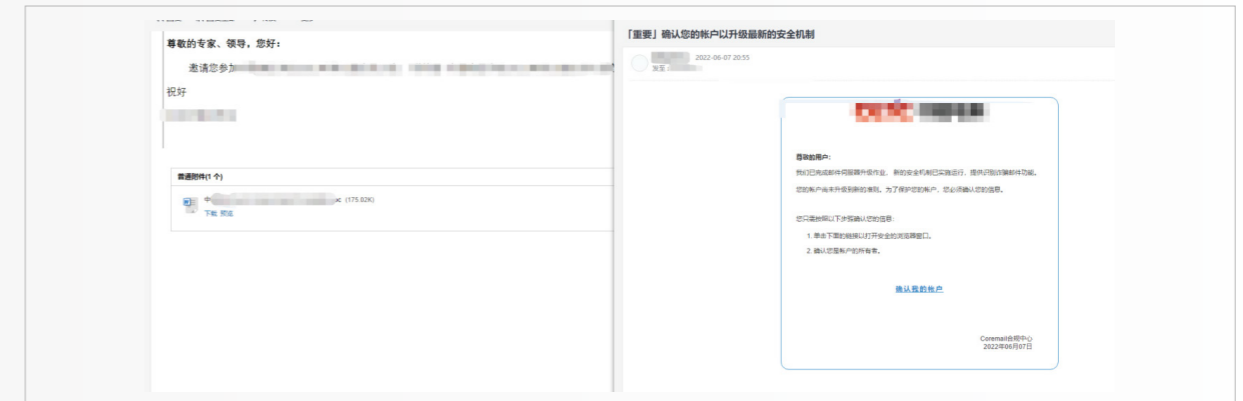 尊敬的专家、领导，您好：
邀请您参加
祝好
普通附件(1 个)
中
(175.02K)
下载 预览
「重要」确认您的帐户以升级最新的安全机制
2022-06-07 20:55
发至：
尊敬的用户：
我们已完成邮件伺服器升级作业，新的安全机制已实施运行，提供识别诈骗邮件功能。
您的帐户尚未升级到新的准则。为了保护您的帐户，您必须确认您的信息。
您只需按照以下步骤确认您的信息：
1. 单击下面的链接以打开安全的浏览器窗口。
2. 确认您是帐户的所有者。
确认我的帐户
Coremail合规中心
2022年06月07日